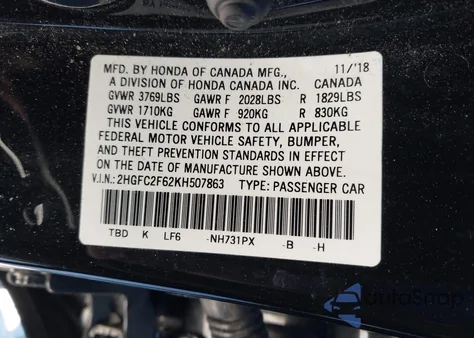 MFD. BY HONDA OF CANADA MFG., 11/'18
A DIVISION OF HONDA CANADA INC. CANADA
GVWR 3769LBS GAWR F 2028LBS R 1829LBS
GVWR 1710KG GAWR F 920KG R 830KG
THIS VEHICLE CONFORMS TO ALL APPLICABLE
FEDERAL MOTOR VEHICLE SAFETY, BUMPER,
AND THEFT PREVENTION STANDARDS IN EFFECT
ON THE DATE OF MANUFACTURE SHOWN ABOVE.
V.I.N.: 2HGFC2F62KH507863 TYPE: PASSENGER CAR
TBD K LF6 -NH731PX -B -H
autoSnap